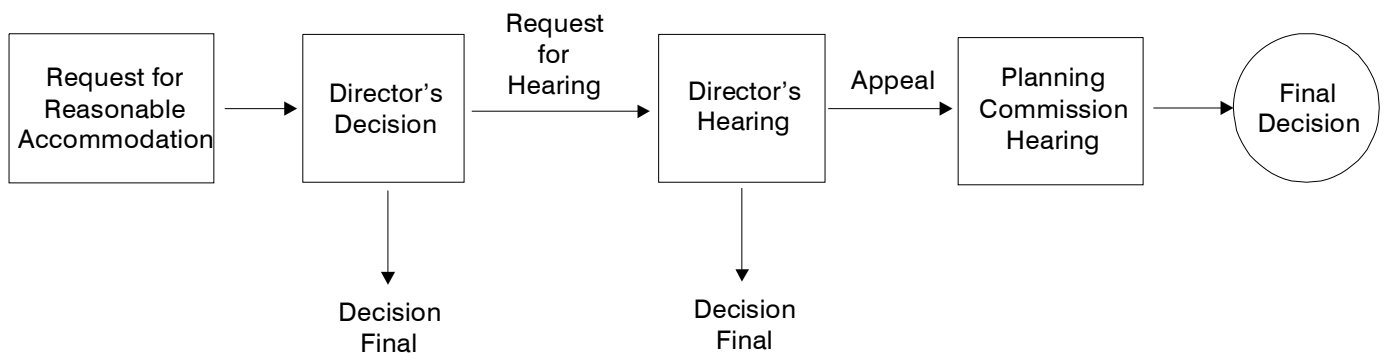 Request for
Reasonable
Accommodation
Director’s
Decision
Request
for
Hearing
Director’s
Hearing
Appeal
Planning
Commission
Hearing
Final
Decision
Decision
Final
Decision
Final